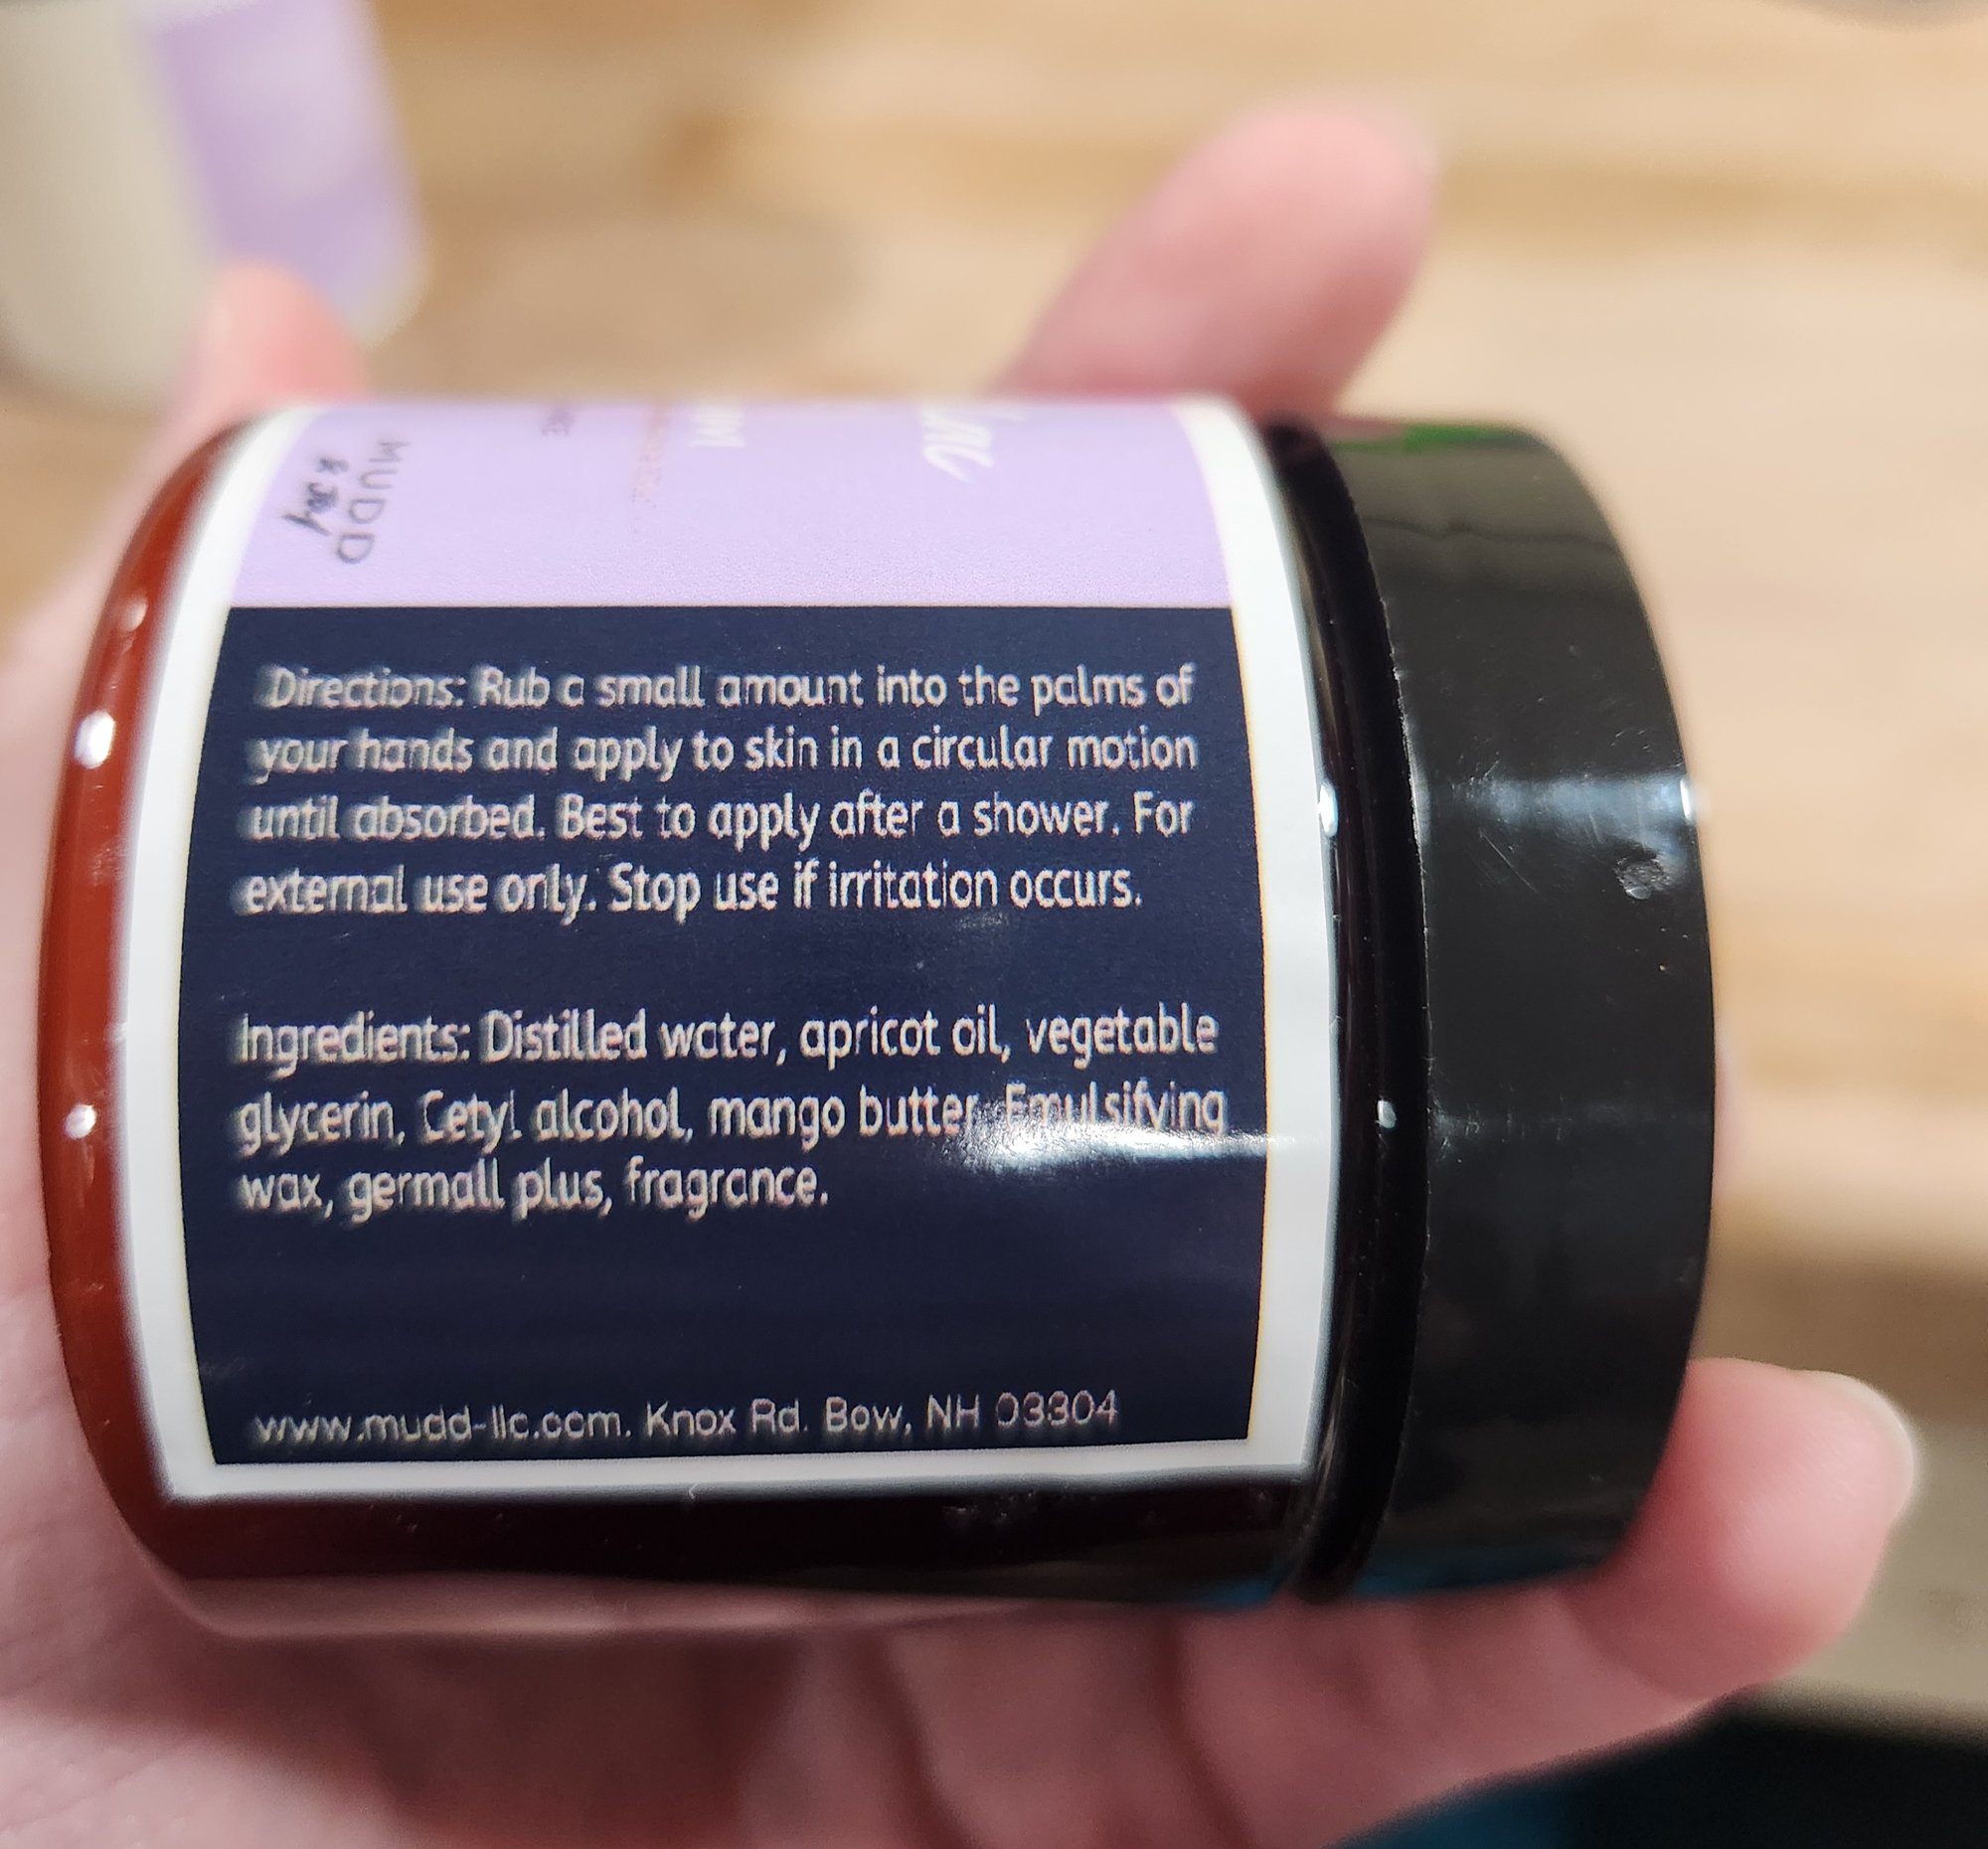 MUDD
& Joy
Directions: Rub a small amount into the palms of
your hands and apply to skin in a circular motion
until absorbed. Best to apply after a shower. For
external use only. Stop use if irritation occurs.
Ingredients: Distilled water, apricot oil, vegetable
glycerin, Cetyl alcohol, mango butter, Emulsifying
wax, germall plus, fragrance.
www.mudd-llc.com. Knox Rd. Bow, NH 03304